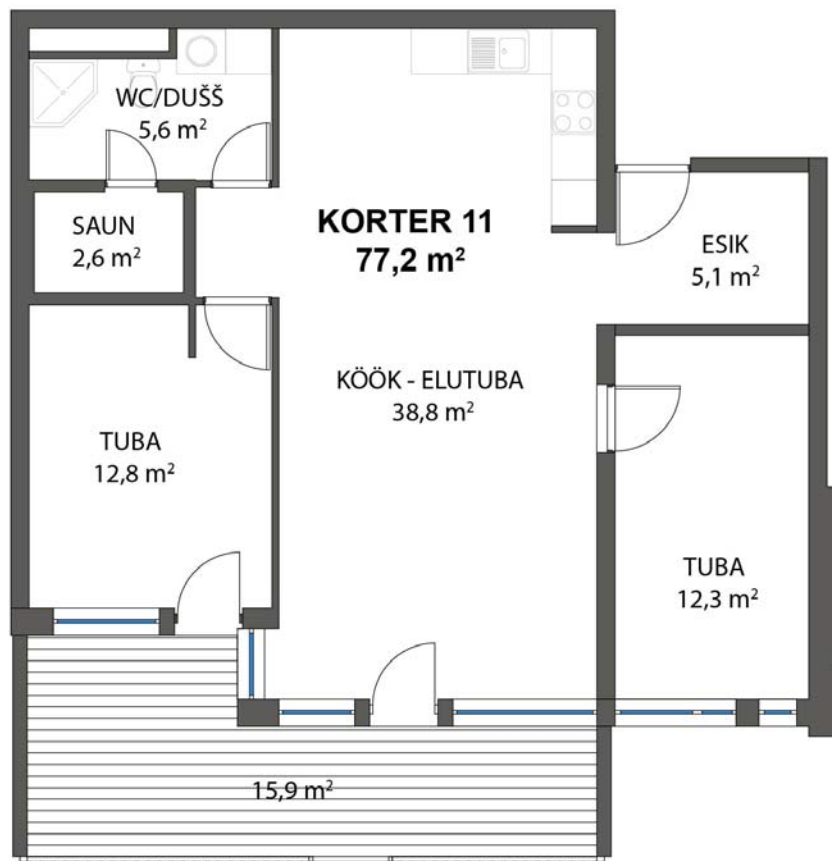 WC/DUŠŠ
5,6 m²
SAUN
2,6 m²
KORTER 11
77,2 m²
ESIK
5,1 m²
KÖÖK - ELUTUBA
38,8 m²
TUBA
12,8 m²
TUBA
12,3 m²
15,9 m²